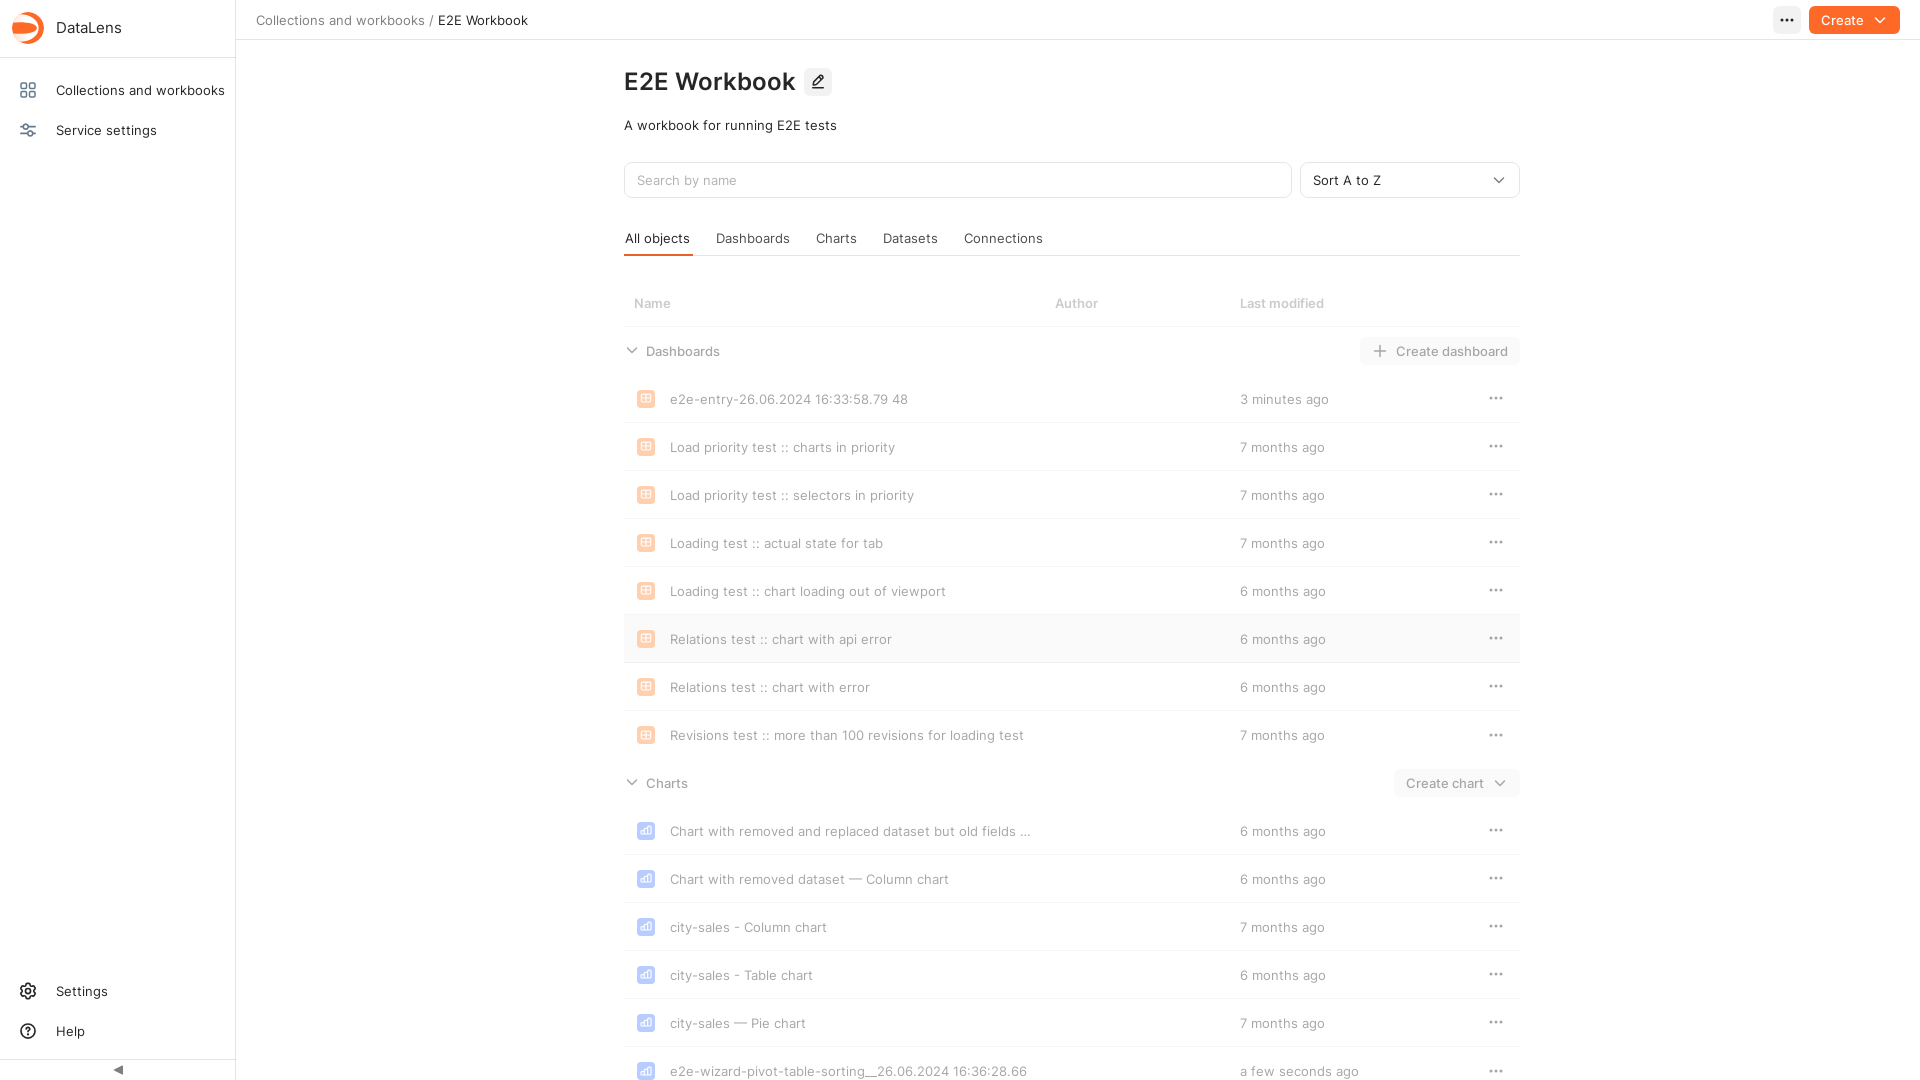 DataLens
Collections and workbooks / E2E Workbook
Create
Collections and workbooks
Service settings
E2E Workbook
A workbook for running E2E tests
Search by name
Sort A to Z
All objects Dashboards Charts Datasets Connections
Name Author Last modified
Dashboards Create dashboard
e2e-entry-26.06.2024 16:33:58.79 48 3 minutes ago
Load priority test :: charts in priority 7 months ago
Load priority test :: selectors in priority 7 months ago
Loading test :: actual state for tab 7 months ago
Loading test :: chart loading out of viewport 6 months ago
Relations test :: chart with api error 6 months ago
Relations test :: chart with error 6 months ago
Revisions test :: more than 100 revisions for loading test 7 months ago
Charts Create chart
Chart with removed and replaced dataset but old fields ... 6 months ago
Chart with removed dataset — Column chart 6 months ago
city-sales - Column chart 7 months ago
city-sales - Table chart 6 months ago
city-sales — Pie chart 7 months ago
e2e-wizard-pivot-table-sorting__26.06.2024 16:36:28.66 a few seconds ago
Settings
Help